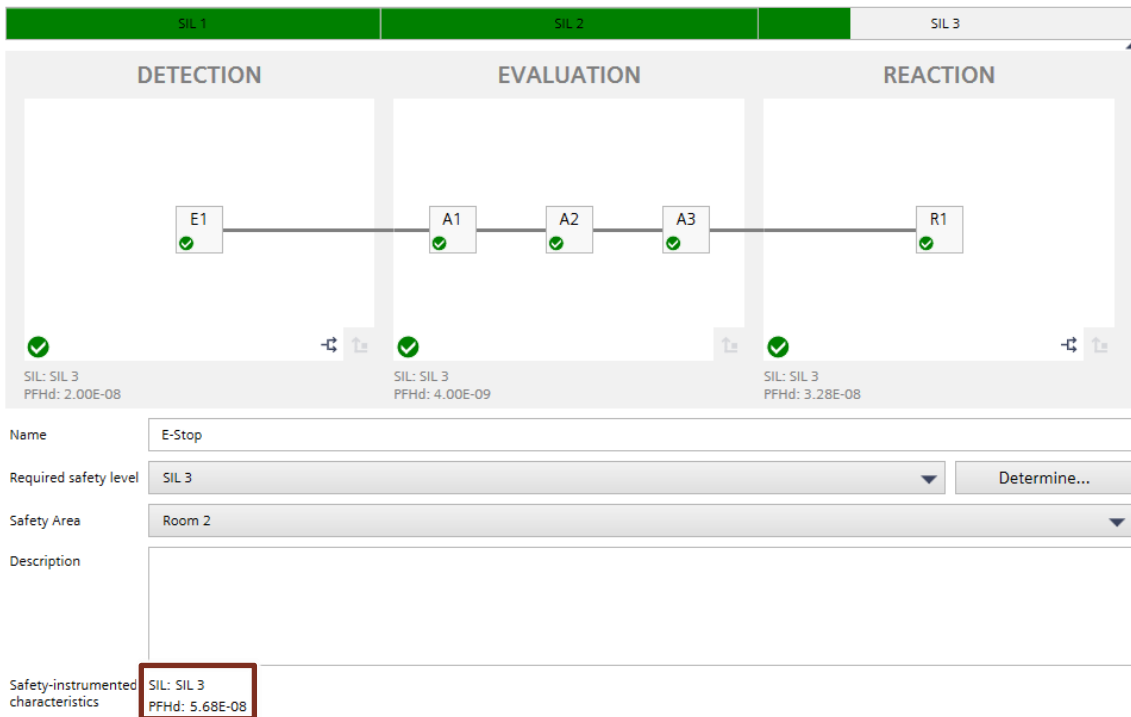 SIL 1 SIL 2 SIL 3
DETECTION EVALUATION REACTION
E1 A1 A2 A3 R1
SIL: SIL 3 SIL: SIL 3 SIL: SIL 3
PFHd: 2.00E-08 PFHd: 4.00E-09 PFHd: 3.28E-08
Name E-Stop
Required safety level SIL 3 Determine...
Safety Area Room 2
Description
Safety-instrumented SIL: SIL 3
characteristics PFHd: 5.68E-08